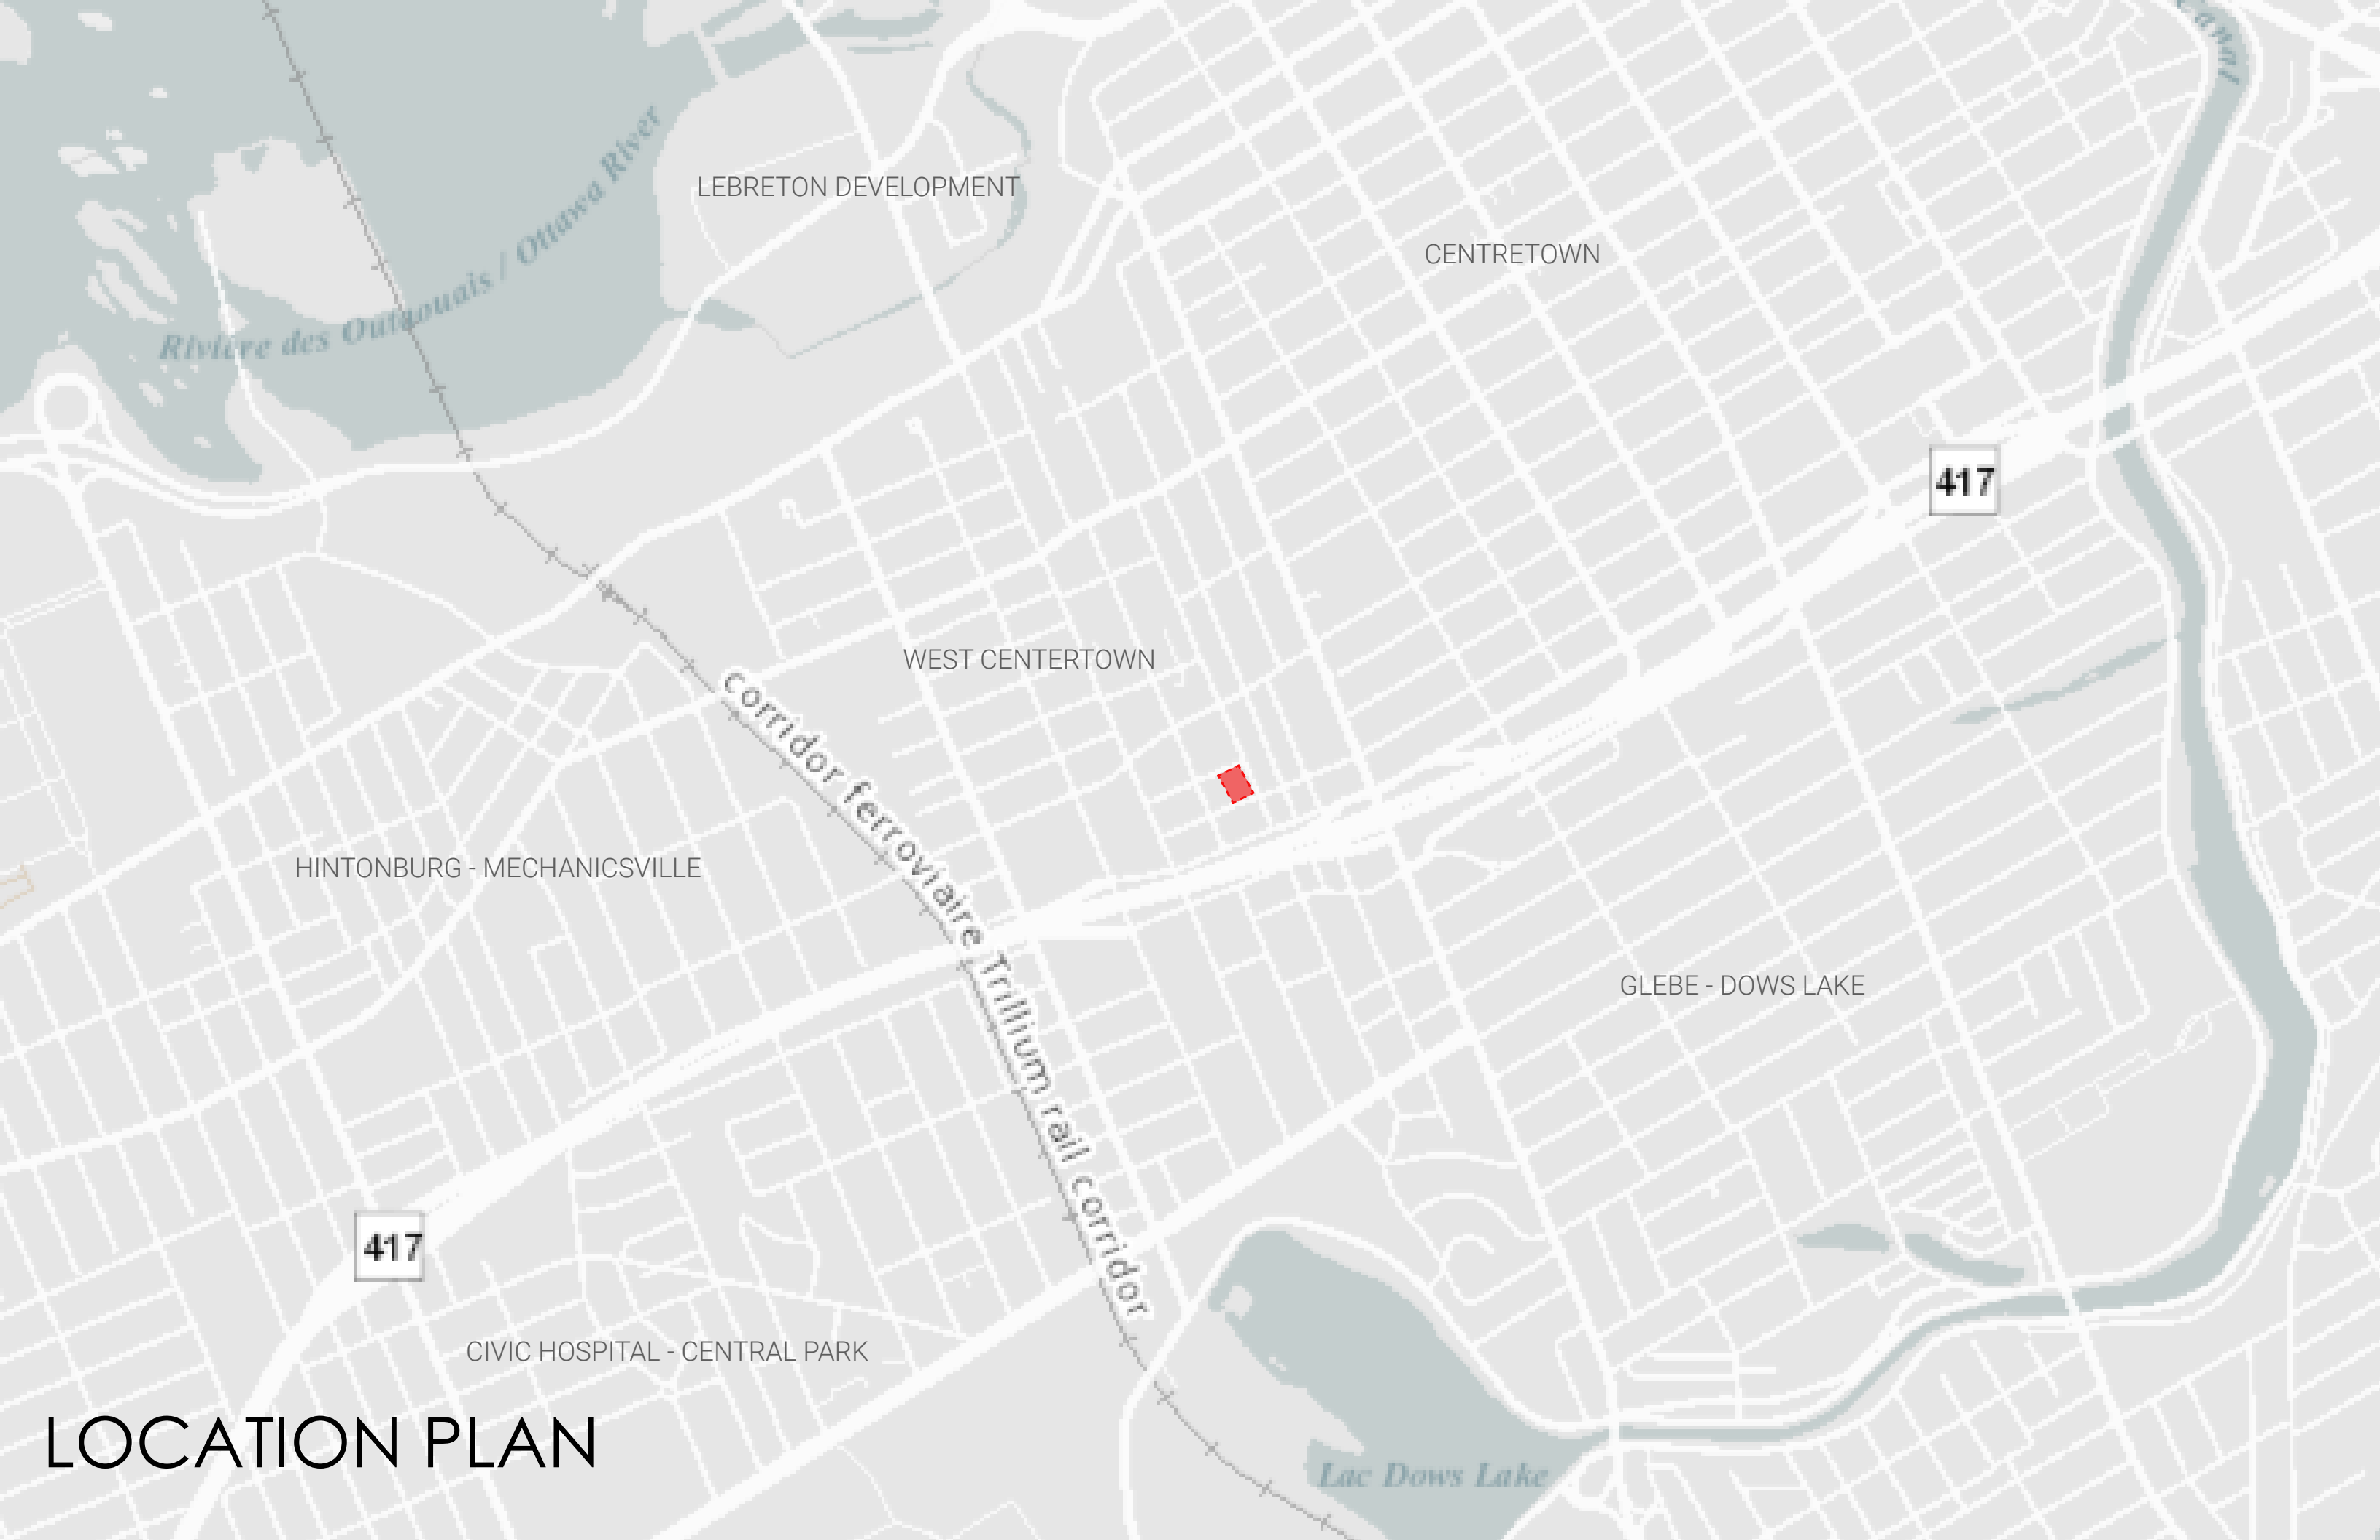 Canal
LEBRETON DEVELOPMENT
CENTRETOWN
Rivière des Outaouais / Ottawa River
417
WEST CENTERTOWN
corridor ferroviaire Trillium rail corridor
HINTONBURG - MECHANICSVILLE
GLEBE - DOWS LAKE
417
CIVIC HOSPITAL - CENTRAL PARK
LOCATION PLAN
Lac Dows Lake